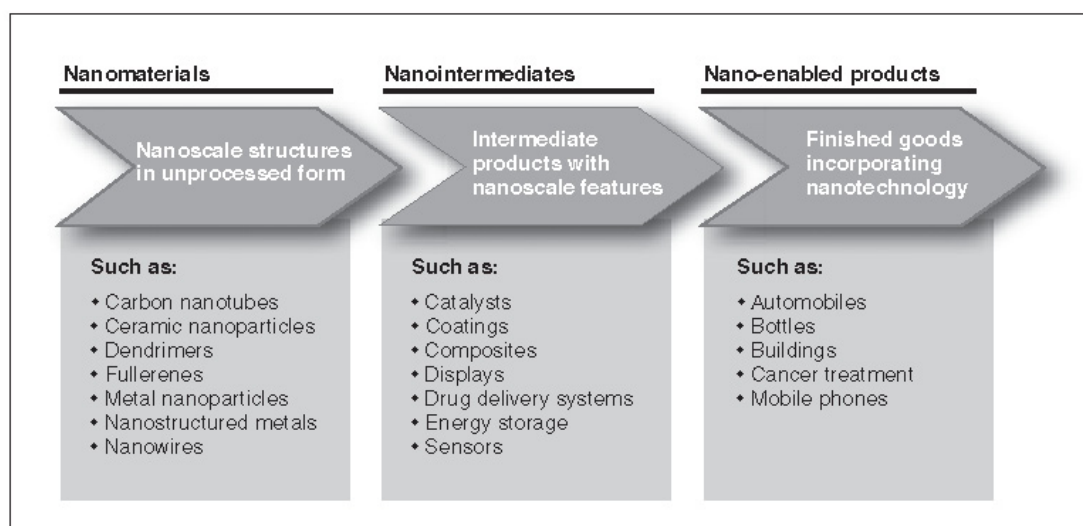 Nanomaterials
Nanoscale structures
in unprocessed form
Such as:
• Carbon nanotubes
• Ceramic nanoparticles
• Dendrimers
• Fullerenes
• Metal nanoparticles
• Nanostructured metals
• Nanowires
Nanointermediates
Intermediate
products with
nanoscale features
Such as:
• Catalysts
• Coatings
• Composites
• Displays
• Drug delivery systems
• Energy storage
• Sensors
Nano-enabled products
Finished goods
incorporating
nanotechnology
Such as:
• Automobiles
• Bottles
• Buildings
• Cancer treatment
• Mobile phones